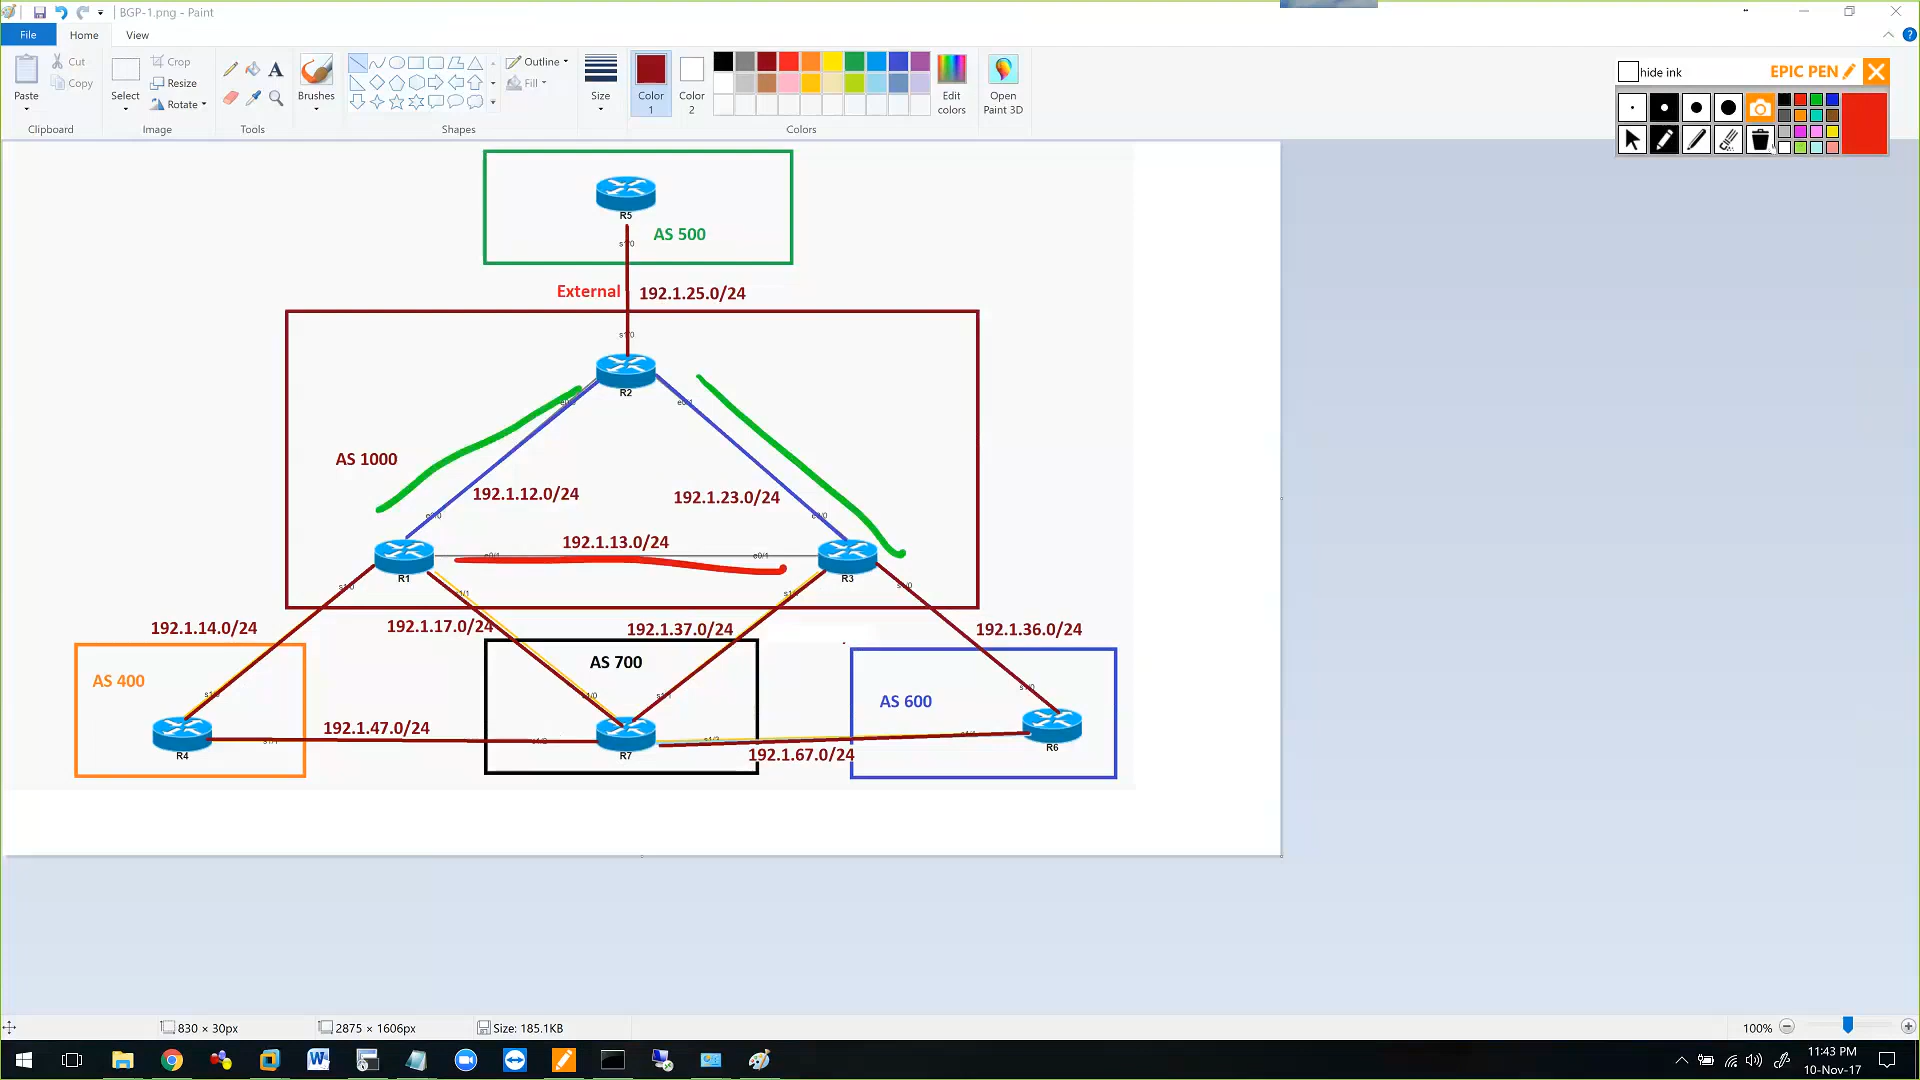 BGP-1.png - Paint
File
Home
View
Paste
Cut
Copy
Clipboard
Select
Crop
Resize
Rotate
Image
Tools
Brushes
Outline
Fill
Shapes
Size
Color 1
Color 2
Colors
Edit colors
Open Paint 3D
hide ink
EPIC PEN
R5
AS 500
External
192.1.25.0/24
R2
AS 1000
192.1.12.0/24
192.1.23.0/24
192.1.13.0/24
R1
R3
192.1.14.0/24
192.1.17.0/24
192.1.37.0/24
192.1.36.0/24
AS 400
AS 700
AS 600
192.1.47.0/24
192.1.67.0/24
R4
R7
R6
830 × 30px
2875 × 1606px
Size: 185.1KB
100%
11:43 PM
10-Nov-17